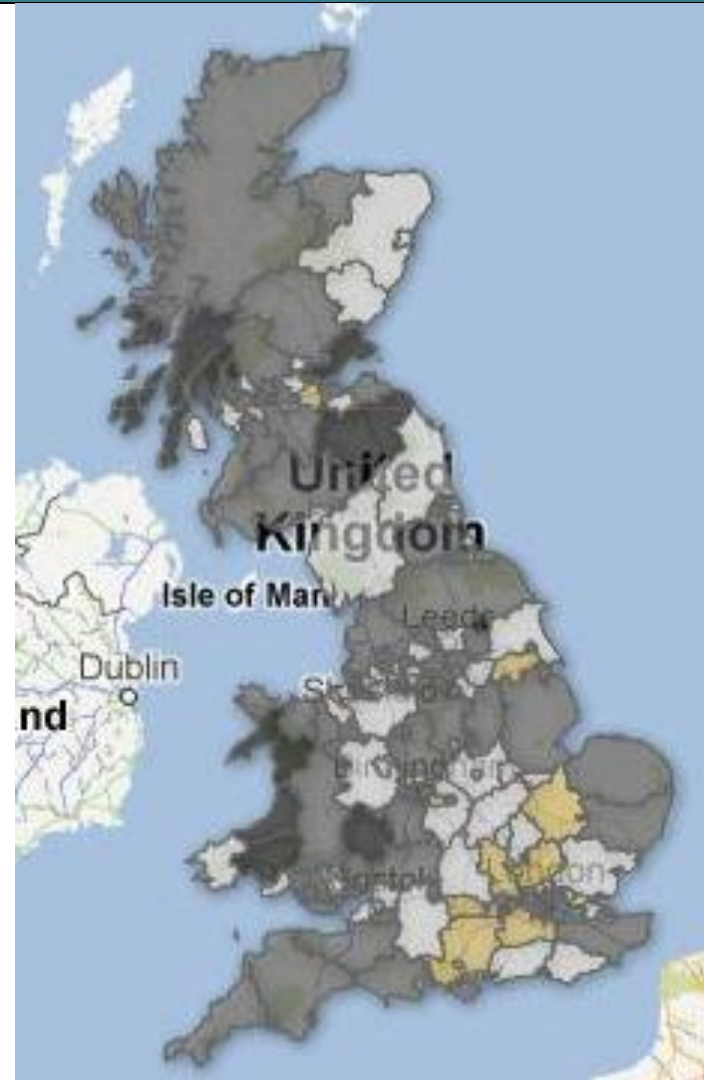 United
Kingdom
Isle of Man
Leeds
Dublin
nd
Birmingham